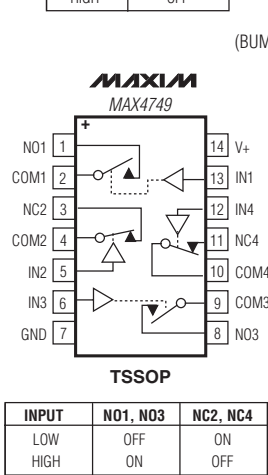 HIGH OFF
(BUM
MAXIM
MAX4749
+
NO1 1 14 V+
COM1 2 13 IN1
NC2 3 12 IN4
COM2 4 11 NC4
IN2 5 10 COM4
IN3 6 9 COM3
GND 7 8 NO3
TSSOP
INPUT NO1, NO3 NC2, NC4
LOW OFF ON
HIGH ON OFF